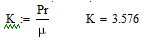 K := Pr/μ K = 3.576